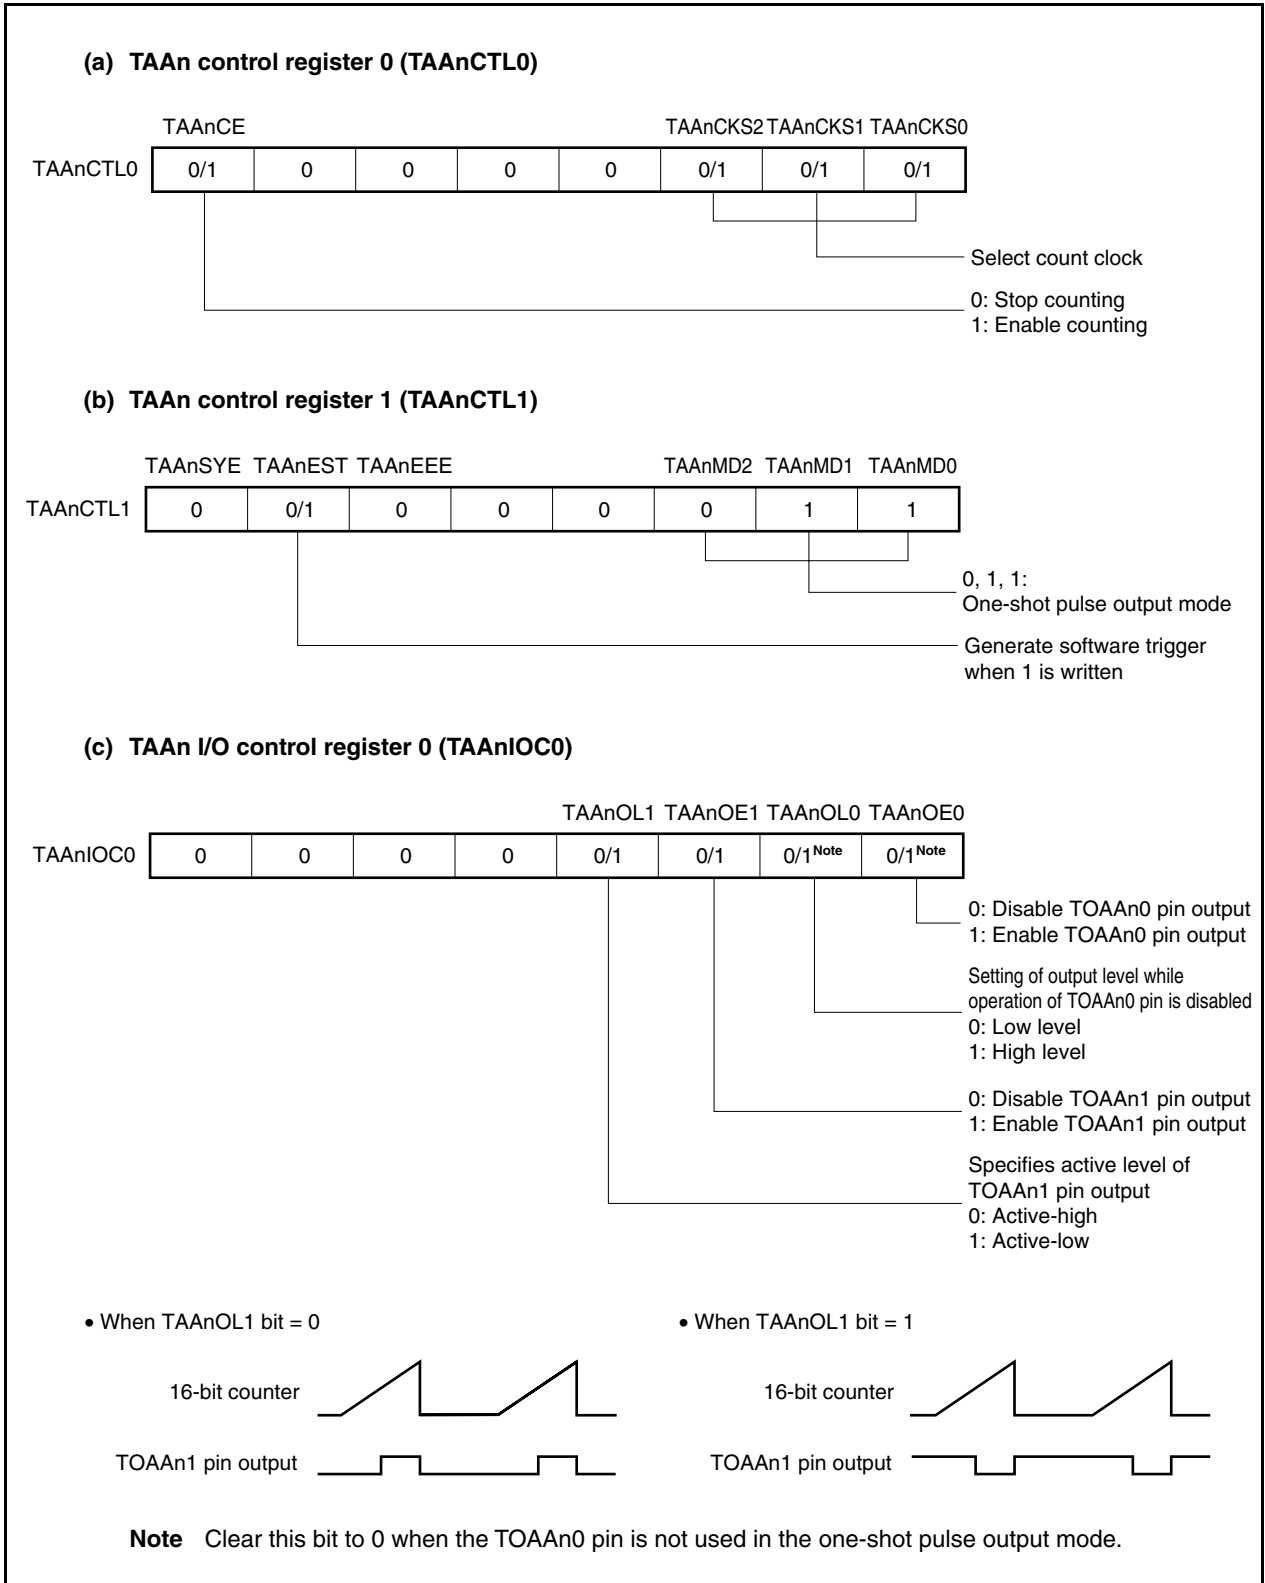 (a) TAAn control register 0 (TAAnCTL0)
TAAnCE TAAnCKS2 TAAnCKS1 TAAnCKS0
TAAnCTL0 0/1 0 0 0 0 0/1 0/1 0/1
Select count clock
0: Stop counting
1: Enable counting
(b) TAAn control register 1 (TAAnCTL1)
TAAnSYE TAAnEST TAAnEEE TAAnMD2 TAAnMD1 TAAnMD0
TAAnCTL1 0 0/1 0 0 0 0 1 1
0, 1, 1:
One-shot pulse output mode
Generate software trigger
when 1 is written
(c) TAAn I/O control register 0 (TAAnIOC0)
TAAnOL1 TAAnOE1 TAAnOL0 TAAnOE0
TAAnIOC0 0 0 0 0 0/1 0/1 0/1Note 0/1Note
0: Disable TOAAn0 pin output
1: Enable TOAAn0 pin output
Setting of output level while
operation of TOAAn0 pin is disabled
0: Low level
1: High level
0: Disable TOAAn1 pin output
1: Enable TOAAn1 pin output
Specifies active level of
TOAAn1 pin output
0: Active-high
1: Active-low
• When TAAnOL1 bit = 0 • When TAAnOL1 bit = 1
16-bit counter 16-bit counter
TOAAn1 pin output TOAAn1 pin output
Note Clear this bit to 0 when the TOAAn0 pin is not used in the one-shot pulse output mode.